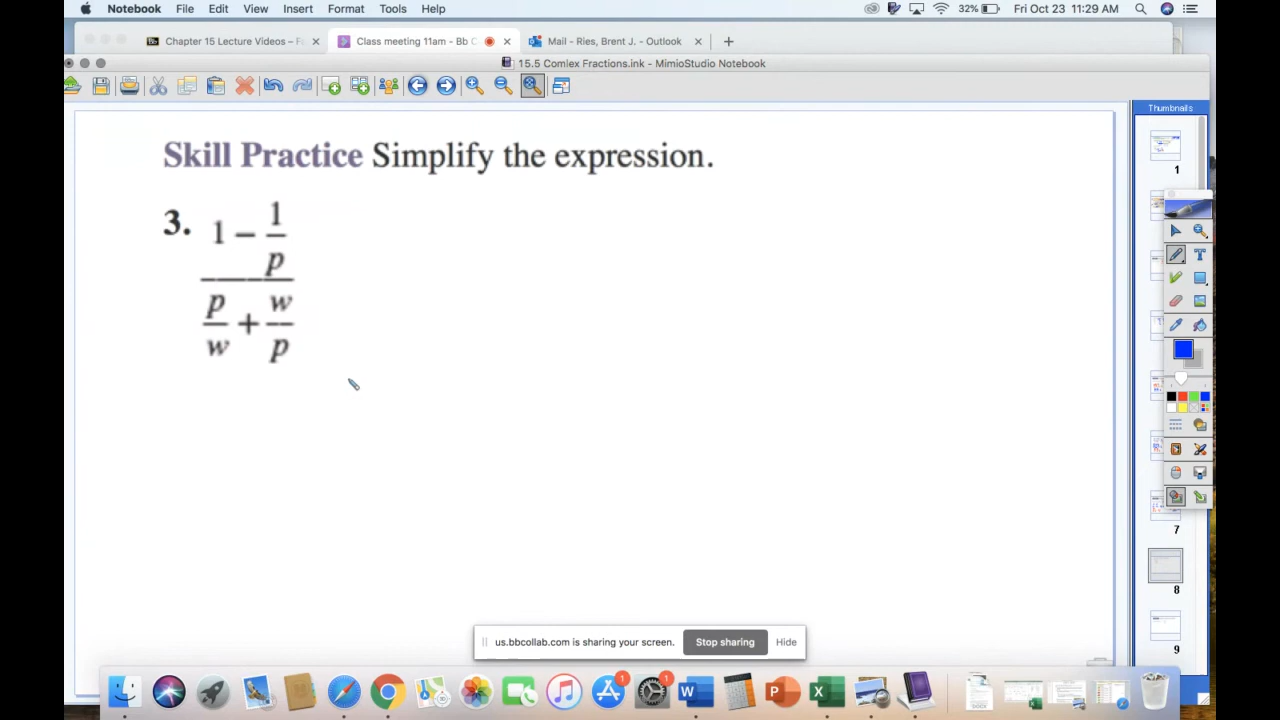 Notebook File Edit View Insert Format Tools Help 32% Fri Oct 23 11:29 AM
Chapter 15 Lecture Videos – Class meeting 11am - Bb C Mail - Ries, Brent J. - Outlook
15.5 Comlex Fractions.ink - MimioStudio Notebook
Thumbnails
Skill Practice Simplify the expression.
3. 1 − 1/p
p/w + w/p
1
7
8
9
us.bbcollab.com is sharing your screen. Stop sharing Hide